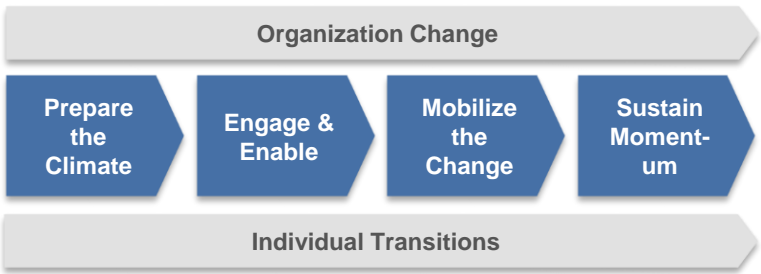 Organization Change
Prepare
the
Climate
Engage &
Enable
Mobilize
the
Change
Sustain
Moment-
um
Individual Transitions